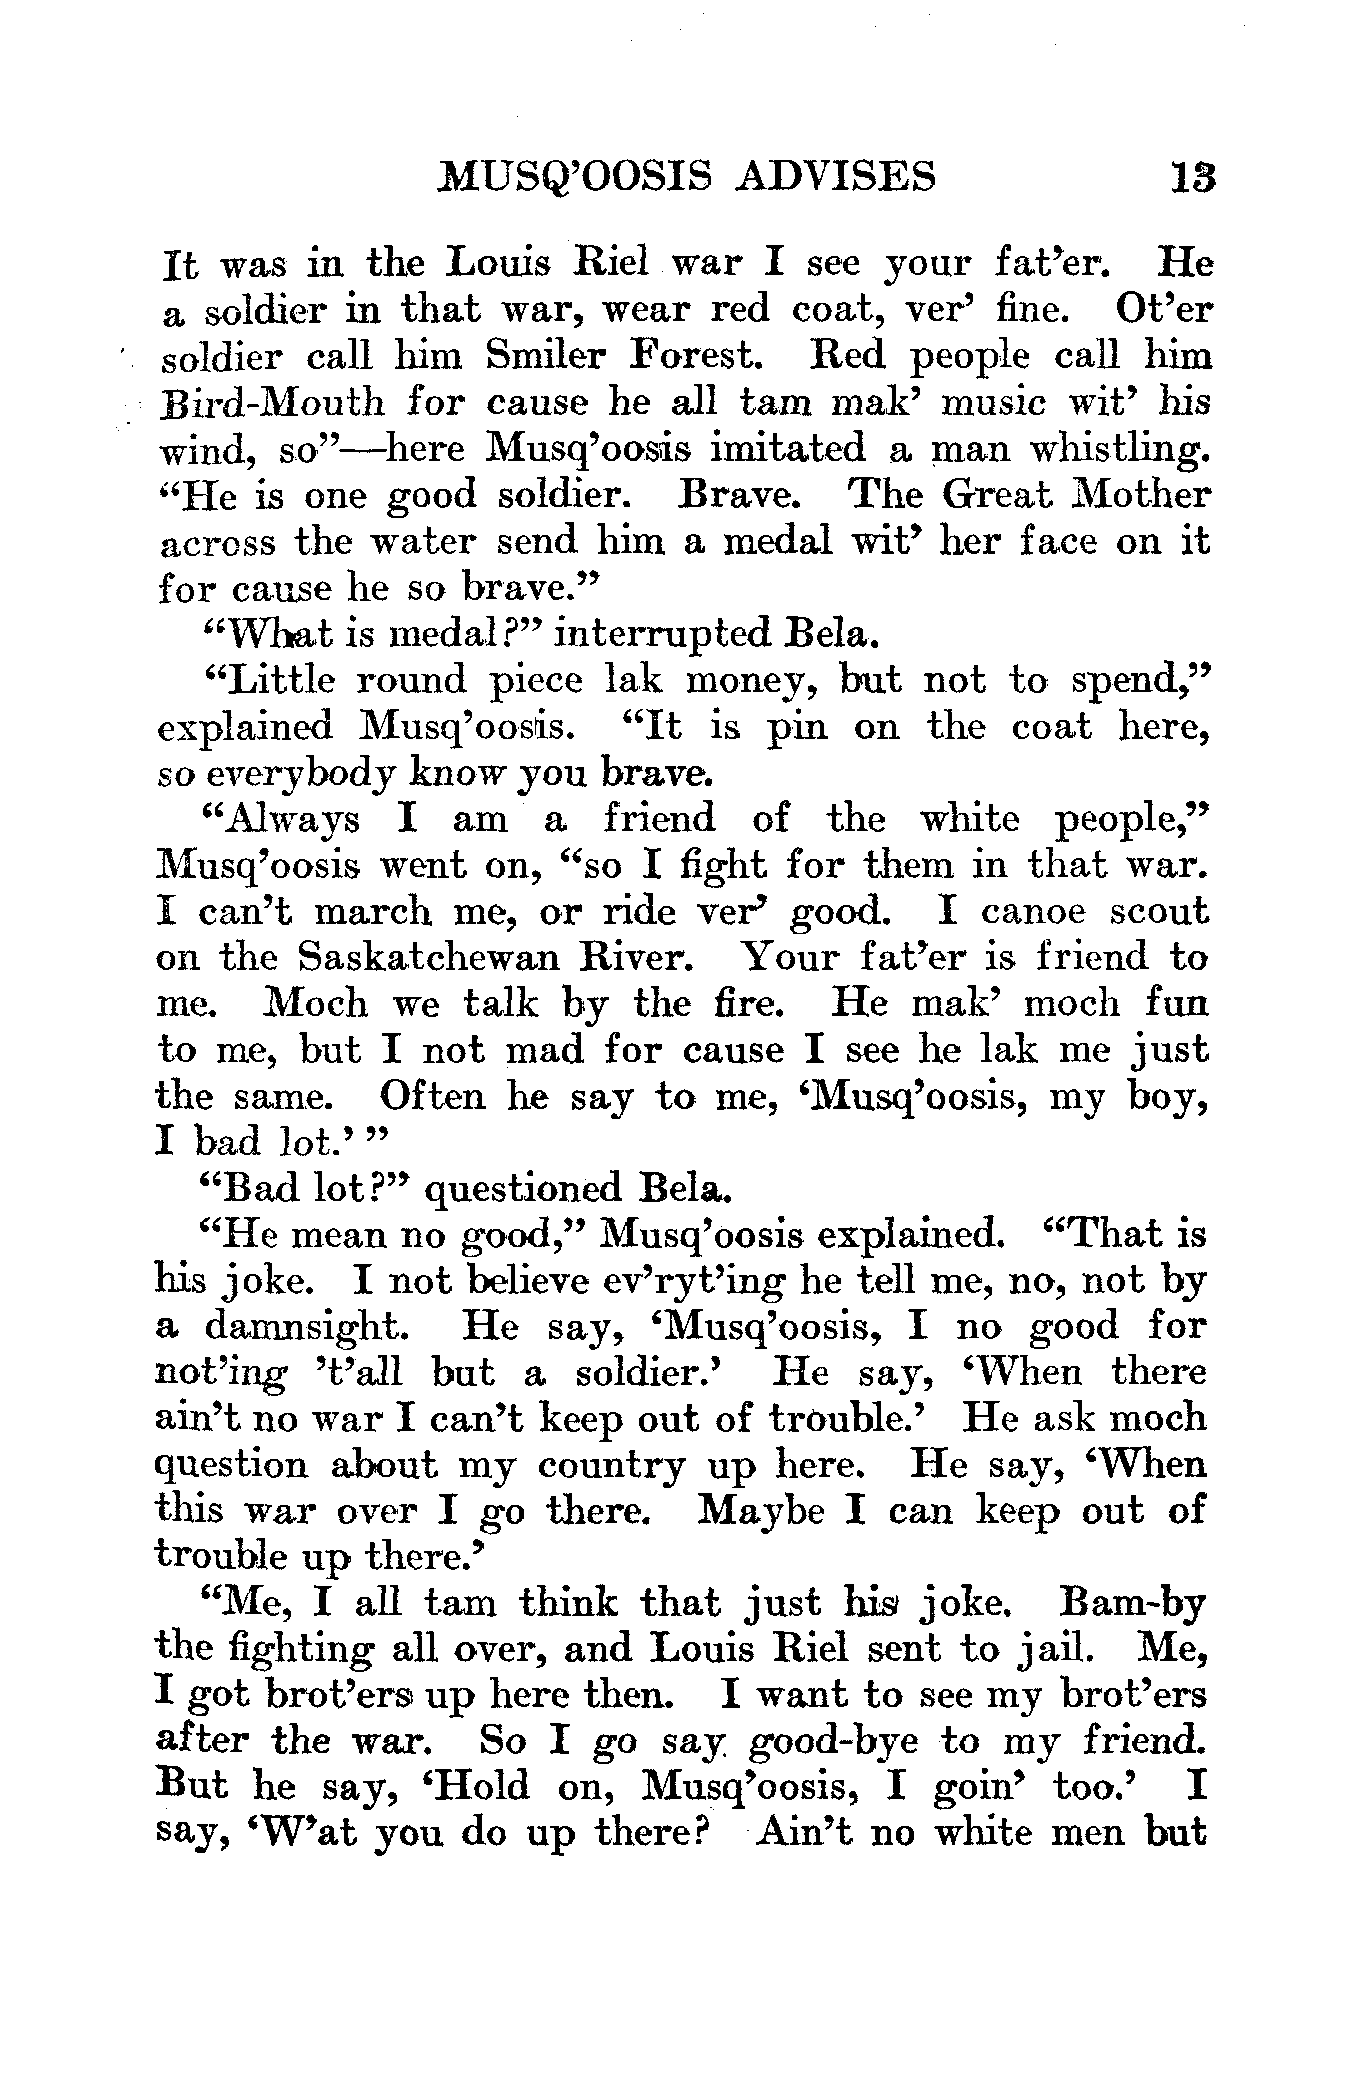 MUSQ’OOSIS ADVISES 13
It was in the Louis Riel war I see your fat’er. He
a soldier in that war, wear red coat, ver’ fine. Ot’er
soldier call him Smiler Forest. Red people call him
Bird-Mouth for cause he all tam mak’ music wit’ his
wind, so”—here Musq’oosis imitated a man whistling.
“He is one good soldier. Brave. The Great Mother
across the water send him a medal wit’ her face on it
for cause he so brave.”
“What is medal?” interrupted Bela.
“Little round piece lak money, but not to spend,”
explained Musq’oosis. “It is pin on the coat here,
so everybody know you brave.
“Always I am a friend of the white people,”
Musq’oosis went on, “so I fight for them in that war.
I can’t march me, or ride ver’ good. I canoe scout
on the Saskatchewan River. Your fat’er is friend to
me. Moch we talk by the fire. He mak’ moch fun
to me, but I not mad for cause I see he lak me just
the same. Often he say to me, ‘Musq’oosis, my boy,
I bad lot.’ ”
“Bad lot?” questioned Bela.
“He mean no good,” Musq’oosis explained. “That is
his joke. I not believe ev’ryt’ing he tell me, no, not by
a damnsight. He say, ‘Musq’oosis, I no good for
not’ing ’t’all but a soldier.’ He say, ‘When there
ain’t no war I can’t keep out of trouble.’ He ask moch
question about my country up here. He say, ‘When
this war over I go there. Maybe I can keep out of
trouble up there.’
“Me, I all tam think that just his joke. Bam-by
the fighting all over, and Louis Riel sent to jail. Me,
I got brot’ers up here then. I want to see my brot’ers
after the war. So I go say good-bye to my friend.
But he say, ‘Hold on, Musq’oosis, I goin’ too.’ I
say, ‘W’at you do up there? Ain’t no white men but